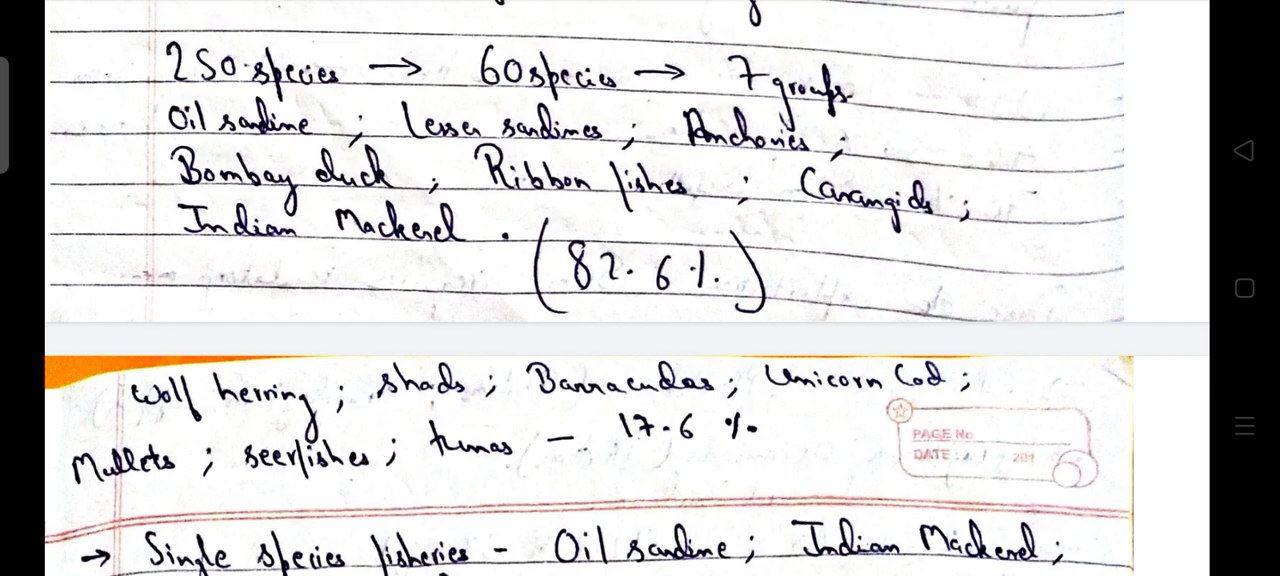 250 species → 60 species → 7 groups.
Oil sardine ; Lesser sardines ; Anchovies ;
Bombay duck ; Ribbon fishes ; Carangids ;
Indian Mackerel . (82.6%)
Wolf herring ; shads ; Barracudas ; Unicorn Cod ;
Mullets ; seerfishes ; tunas — 17.6 %
PAGE No
DATE: / / 201
→ Single species fisheries - Oil sardine ; Indian Mackerel ;